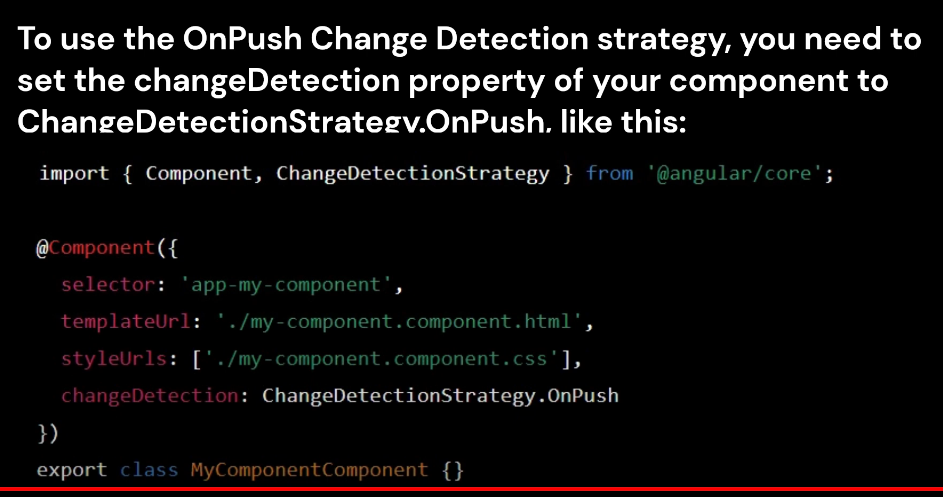 To use the OnPush Change Detection strategy, you need to
set the changeDetection property of your component to
ChangeDetectionStrategy.OnPush, like this:
import { Component, ChangeDetectionStrategy } from '@angular/core';
@Component({
selector: 'app-my-component',
templateUrl: './my-component.component.html',
styleUrls: ['./my-component.component.css'],
changeDetection: ChangeDetectionStrategy.OnPush
})
export class MyComponentComponent {}